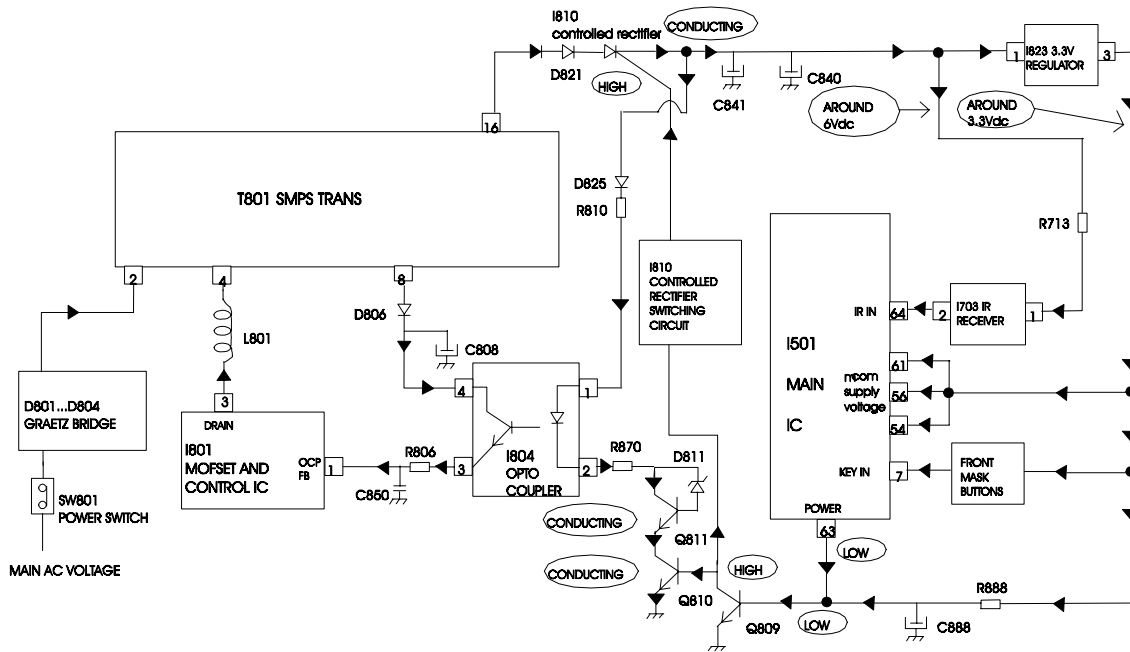 I810
controlled rectifier
CONDUCTING
D821
HIGH
C841
C840
1
I823 3.3V
REGULATOR
3
AROUND
6Vdc
AROUND
3.3Vdc
16
T801 SMPS TRANS
2
4
8
D825
R810
R713
I810
CONTROLLED
RECTIFIER
SWITCHING
CIRCUIT
D806
C808
L801
IR IN
64
2
I703 IR
RECEIVER
1
I501
MAIN
IC
mcom
supply
voltage
61
56
54
D801...D804
GRAETZ BRIDGE
3
DRAIN
I801
MOFSET AND
CONTROL IC
OCP
FB
1
R806
C850
4
1
3
2
I804
OPTO
COUPLER
R870
D811
KEY IN
7
FRONT
MASK
BUTTONS
SW801
POWER SWITCH
POWER
63
CONDUCTING
Q811
LOW
MAIN AC VOLTAGE
CONDUCTING
Q810
HIGH
R888
Q809
LOW
C888